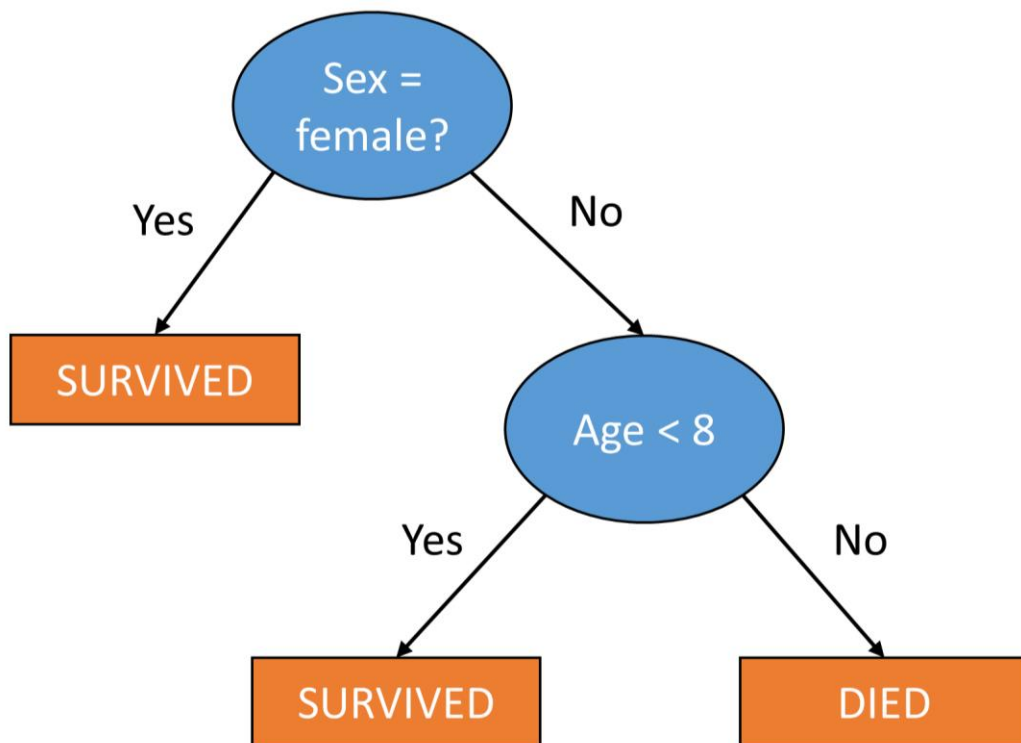 Sex =
female?
Yes
No
SURVIVED
Age < 8
Yes
No
SURVIVED
DIED